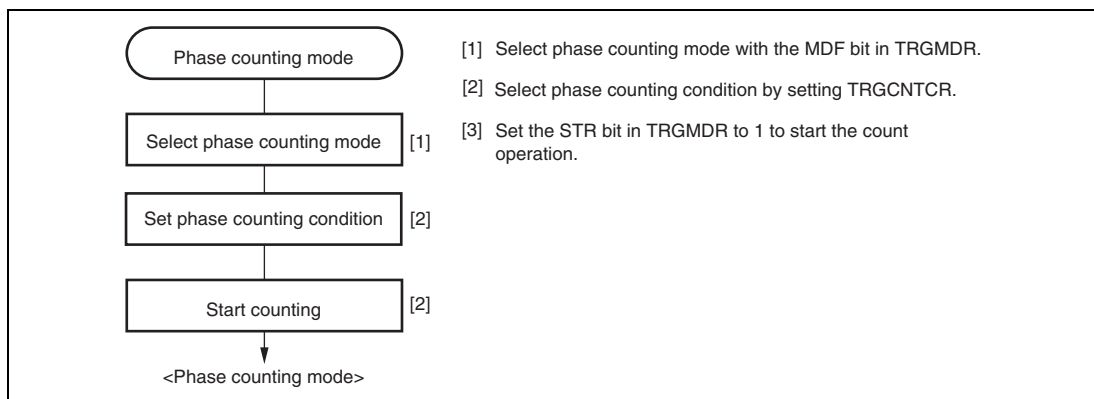 Phase counting mode
Select phase counting mode [1]
Set phase counting condition [2]
Start counting [2]
<Phase counting mode>
[1] Select phase counting mode with the MDF bit in TRGMDR.
[2] Select phase counting condition by setting TRGCNTCR.
[3] Set the STR bit in TRGMDR to 1 to start the count
operation.